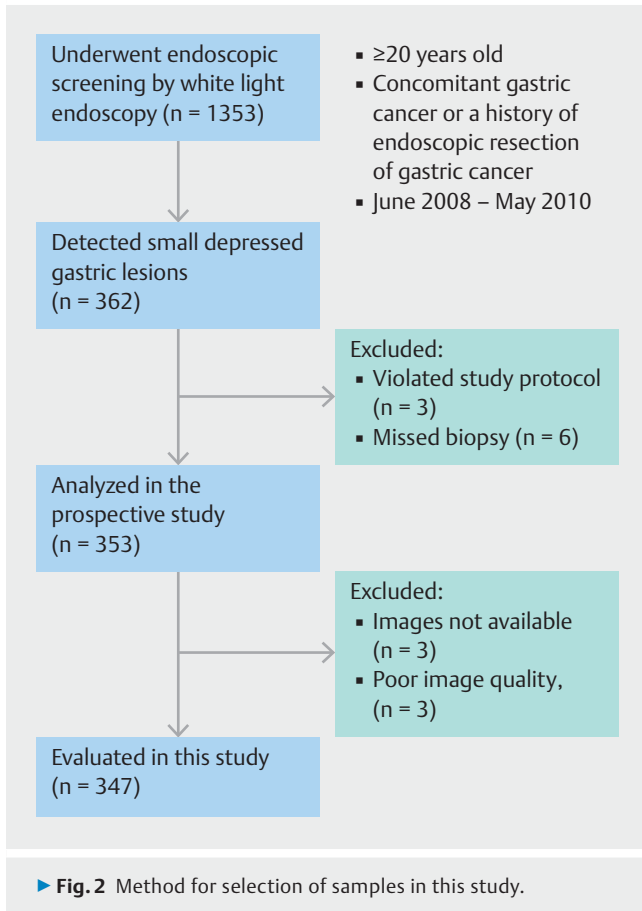 Underwent endoscopic
screening by white light
endoscopy (n = 1353)
▪ ≥20 years old
▪ Concomitant gastric
cancer or a history of
endoscopic resection
of gastric cancer
▪ June 2008 – May 2010
Detected small depressed
gastric lesions
(n = 362)
Excluded:
▪ Violated study protocol
(n = 3)
▪ Missed biopsy (n = 6)
Analyzed in the
prospective study
(n = 353)
Excluded:
▪ Images not available
(n = 3)
▪ Poor image quality,
(n = 3)
Evaluated in this study
(n = 347)
▶ Fig. 2 Method for selection of samples in this study.